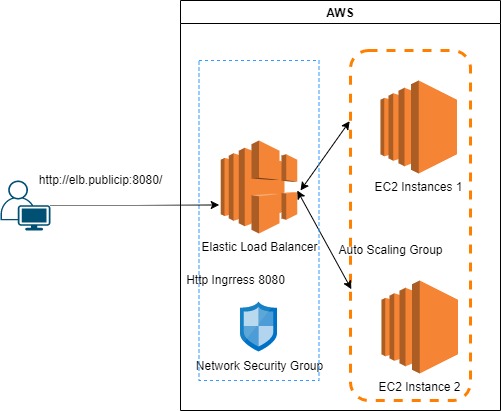 AWS
http://elb.publicip:8080/
EC2 Instances 1
Elastic Load Balancer
Auto Scaling Group
Http Ingrress 8080
Network Security Group
EC2 Instance 2